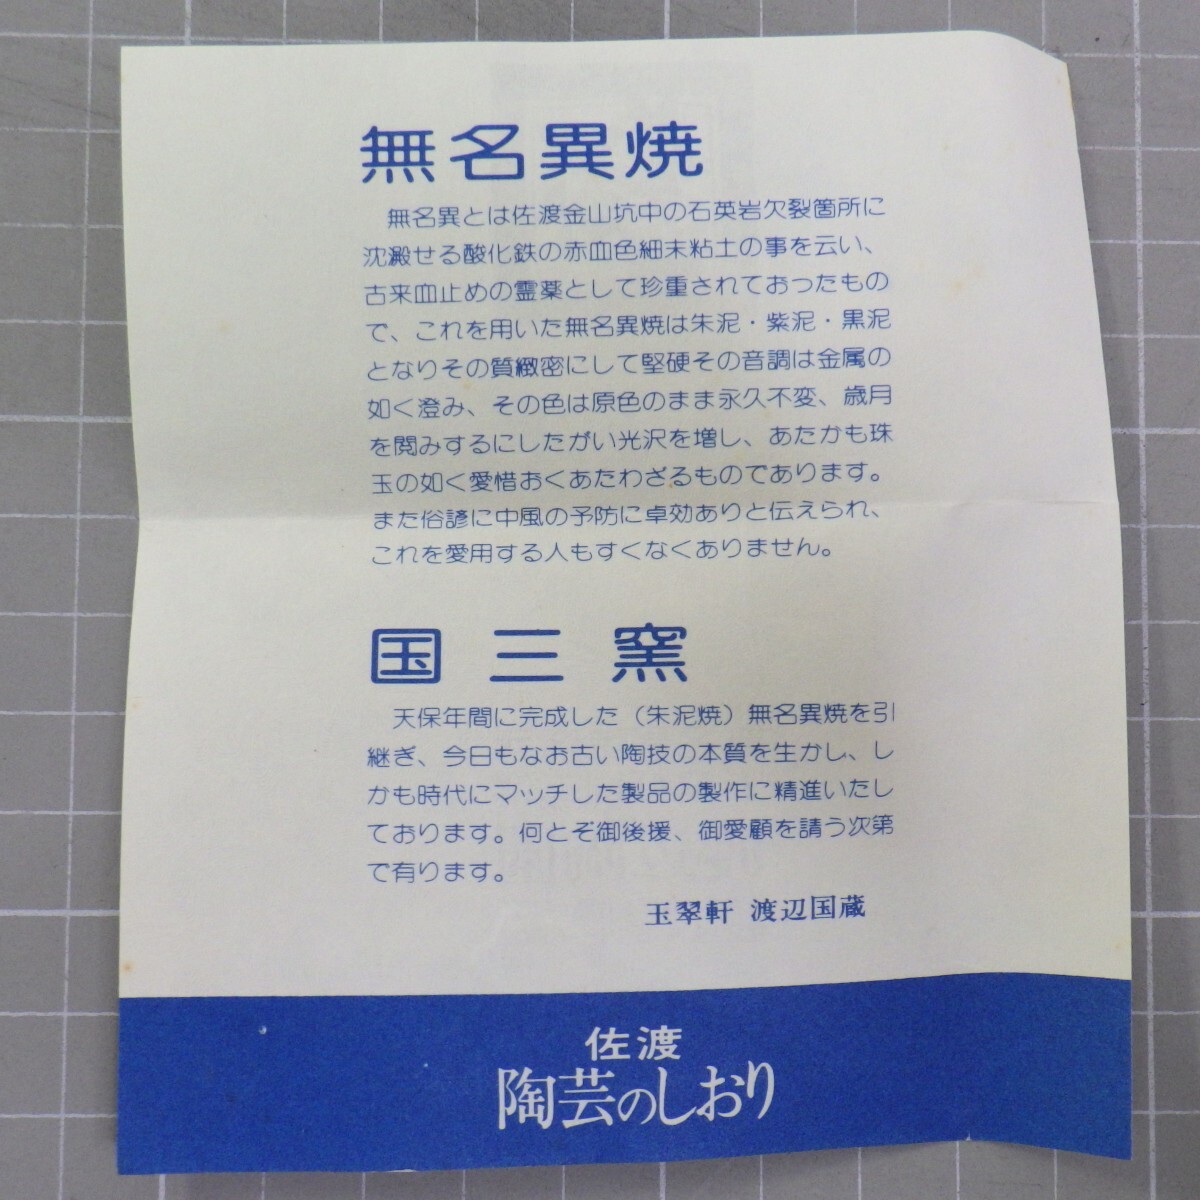 無名異焼
無名異とは佐渡金山坑中の石英岩欠裂箇所に
沈澱せる酸化鉄の赤血色細末粘土の事を云い、
古来血止めの霊薬として珍重されておったもの
で、これを用いた無名異焼は朱泥・紫泥・黒泥
となりその質緻密にして堅硬その音調は金属の
如く澄み、その色は原色のまま永久不変、歳月
を閲みするにしたがい光沢を増し、あたかも珠
玉の如く愛惜おくあたわざるものであります。
また俗諺に中風の予防に卓効ありと伝えられ、
これを愛用する人もすくなくありません。
国三窯
天保年間に完成した（朱泥焼）無名異焼を引
継ぎ、今日もなお古い陶技の本質を生かし、し
かも時代にマッチした製品の製作に精進いたし
ております。何とぞ御後援、御愛顧を請う次第
で有ります。
玉翠軒 渡辺国蔵
佐渡
陶芸のしおり